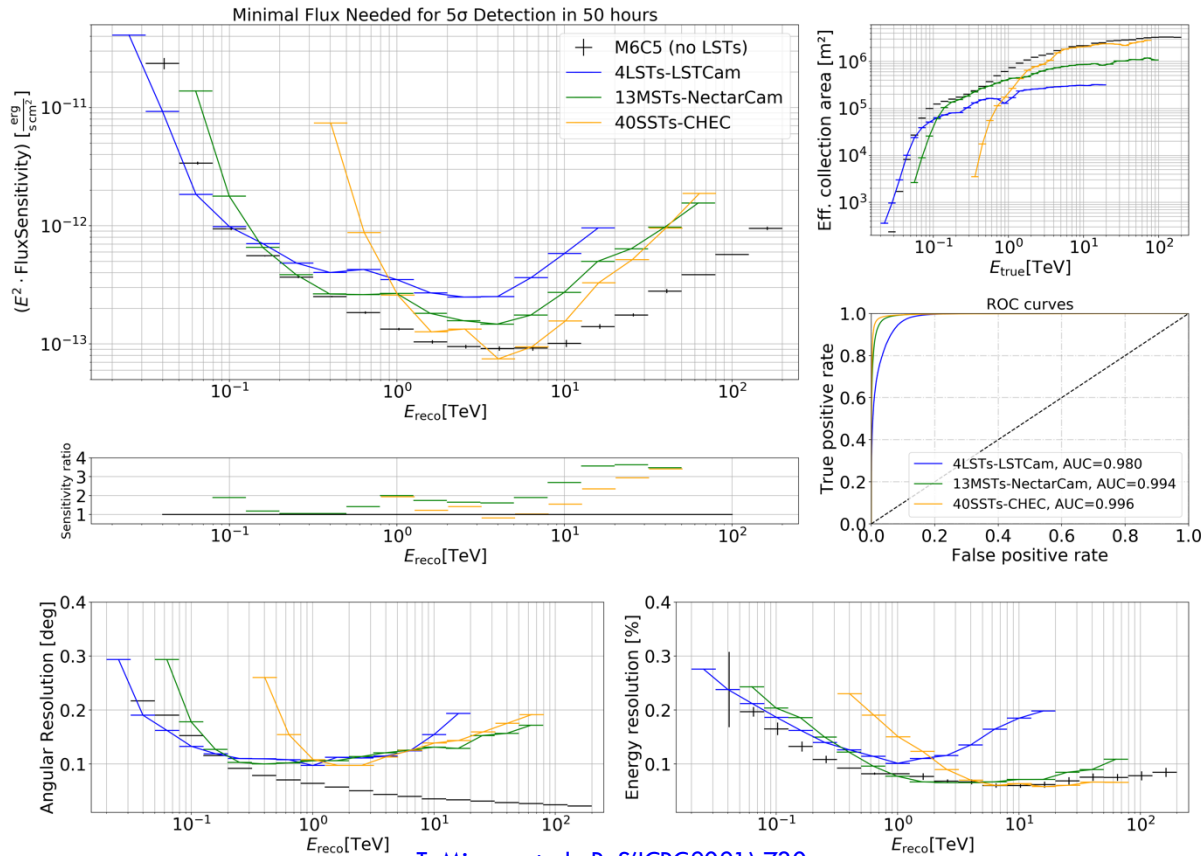 Minimal Flux Needed for 5σ Detection in 50 hours
(E² · FluxSensitivity) [erg/scm²]
10⁻¹¹
10⁻¹²
10⁻¹³
M6C5 (no LSTs)
4LSTs-LSTCam
13MSTs-NectarCam
40SSTs-CHEC
10⁻¹ 10⁰ 10¹ 10²
E_reco[TeV]
Eff. collection area [m²]
10⁶
10⁵
10⁴
10³
10⁻¹ 10⁰ 10¹ 10²
E_true[TeV]
Sensitivity ratio
4
3
2
1
10⁻¹ 10⁰ 10¹ 10²
E_reco[TeV]
ROC curves
True positive rate
1.0
0.8
0.6
0.4
0.2
0.0
4LSTs-LSTCam, AUC=0.980
13MSTs-NectarCam, AUC=0.994
40SSTs-CHEC, AUC=0.996
0.0 0.2 0.4 0.6 0.8 1.0
False positive rate
Angular Resolution [deg]
0.4
0.3
0.2
0.1
10⁻¹ 10⁰ 10¹ 10²
E_reco[TeV]
Energy resolution [%]
0.4
0.3
0.2
0.1
10⁻¹ 10⁰ 10¹ 10²
E_reco[TeV]